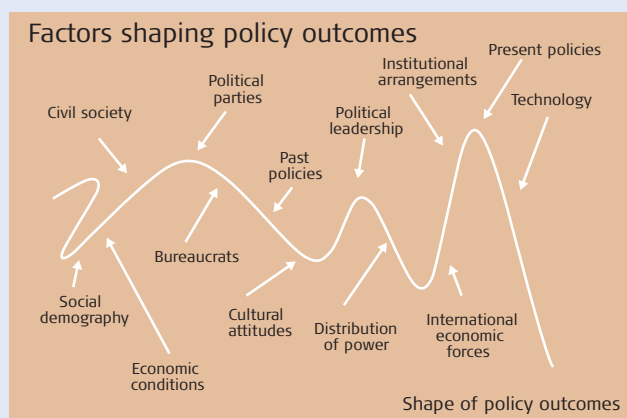 Factors shaping policy outcomes
Present policies
Institutional
arrangements
Technology
Political
parties
Civil society
Political
leadership
Past
policies
Bureaucrats
Social
demography
Cultural
attitudes
Distribution
of power
International
economic
forces
Economic
conditions
Shape of policy outcomes